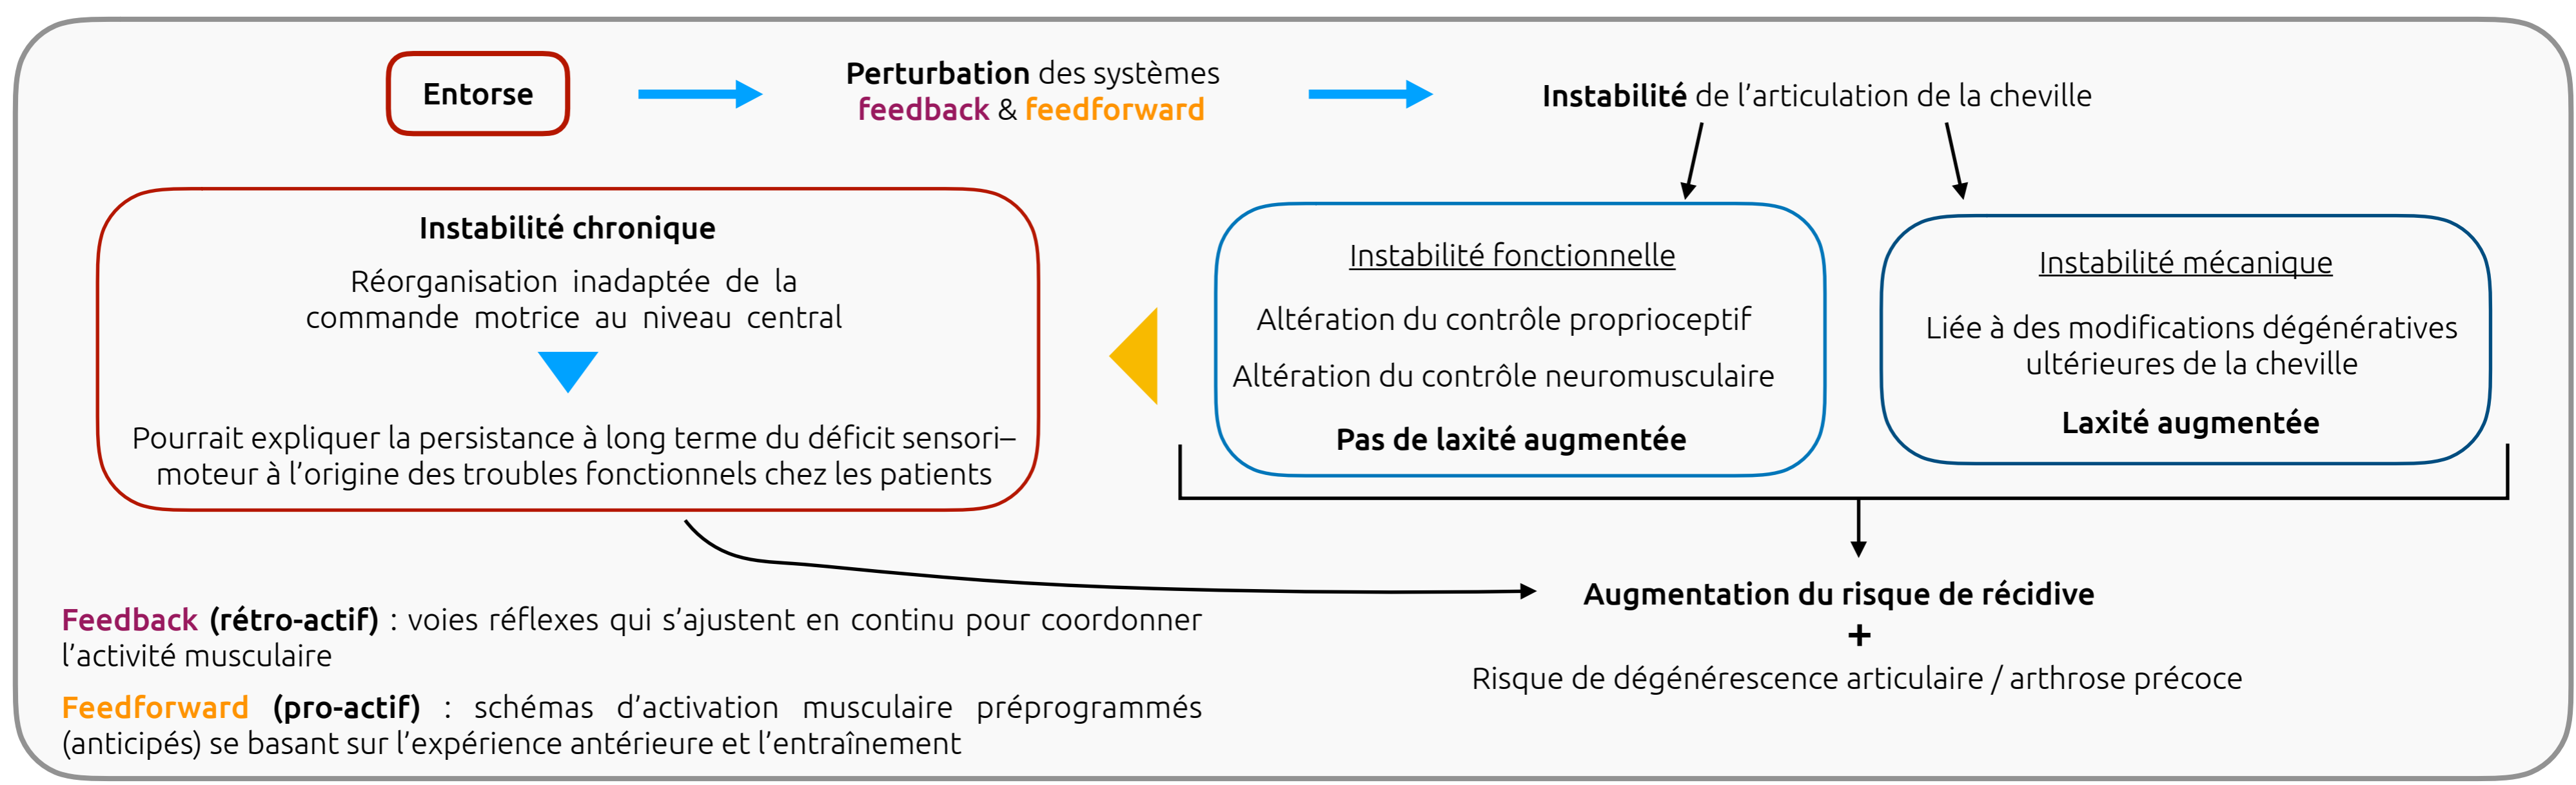 Entorse
Perturbation des systèmes
feedback & feedforward
Instabilité de l’articulation de la cheville
Instabilité chronique
Réorganisation inadaptée de la
commande motrice au niveau central
Pourrait expliquer la persistance à long terme du déficit sensori–
moteur à l’origine des troubles fonctionnels chez les patients
Instabilité fonctionnelle
Altération du contrôle proprioceptif
Altération du contrôle neuromusculaire
Pas de laxité augmentée
Instabilité mécanique
Liée à des modifications dégénératives
ultérieures de la cheville
Laxité augmentée
Augmentation du risque de récidive
+
Risque de dégénérescence articulaire / arthrose précoce
Feedback (rétro-actif) : voies réflexes qui s’ajustent en continu pour coordonner
l’activité musculaire
Feedforward (pro-actif) : schémas d’activation musculaire préprogrammés
(anticipés) se basant sur l’expérience antérieure et l’entraînement